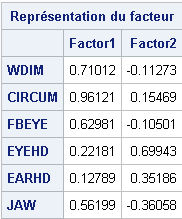 Représentation du facteur
Factor1 Factor2
WDIM 0.71012 -0.11273
CIRCUM 0.96121 0.15469
FBEYE 0.62981 -0.10501
EYEHD 0.22181 0.69943
EARHD 0.12789 0.35186
JAW 0.56199 -0.36058